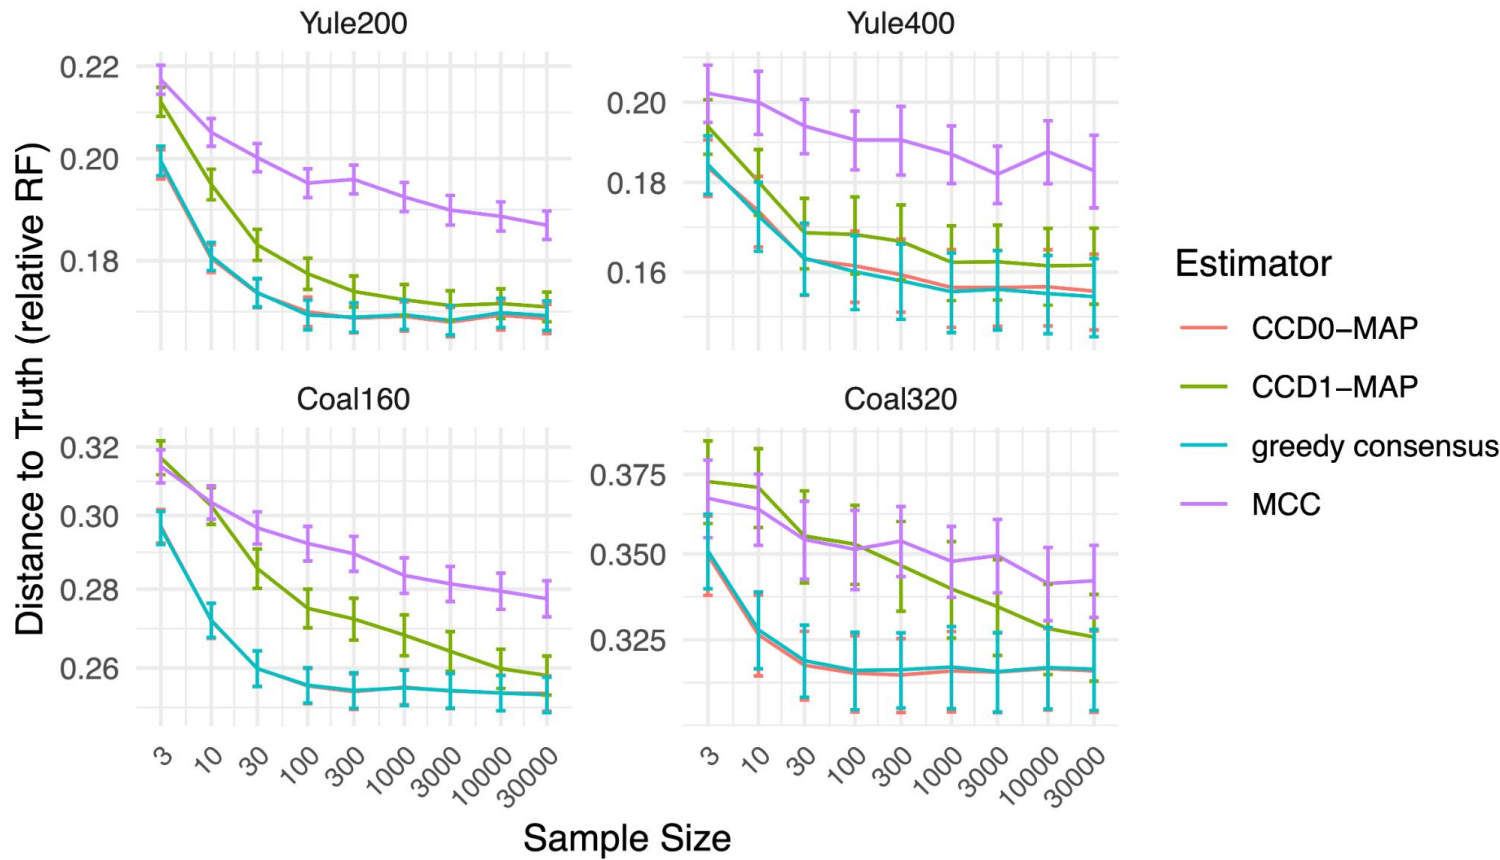 Yule200
Yule400
0.22
0.20
0.18
0.20
0.18
0.16
Distance to Truth (relative RF)
Coal160
Coal320
0.32
0.30
0.28
0.26
0.375
0.350
0.325
3
10
30
100
300
1000
3000
10000
30000
3
10
30
100
300
1000
3000
10000
30000
Sample Size
Estimator
CCD0−MAP
CCD1−MAP
greedy consensus
MCC